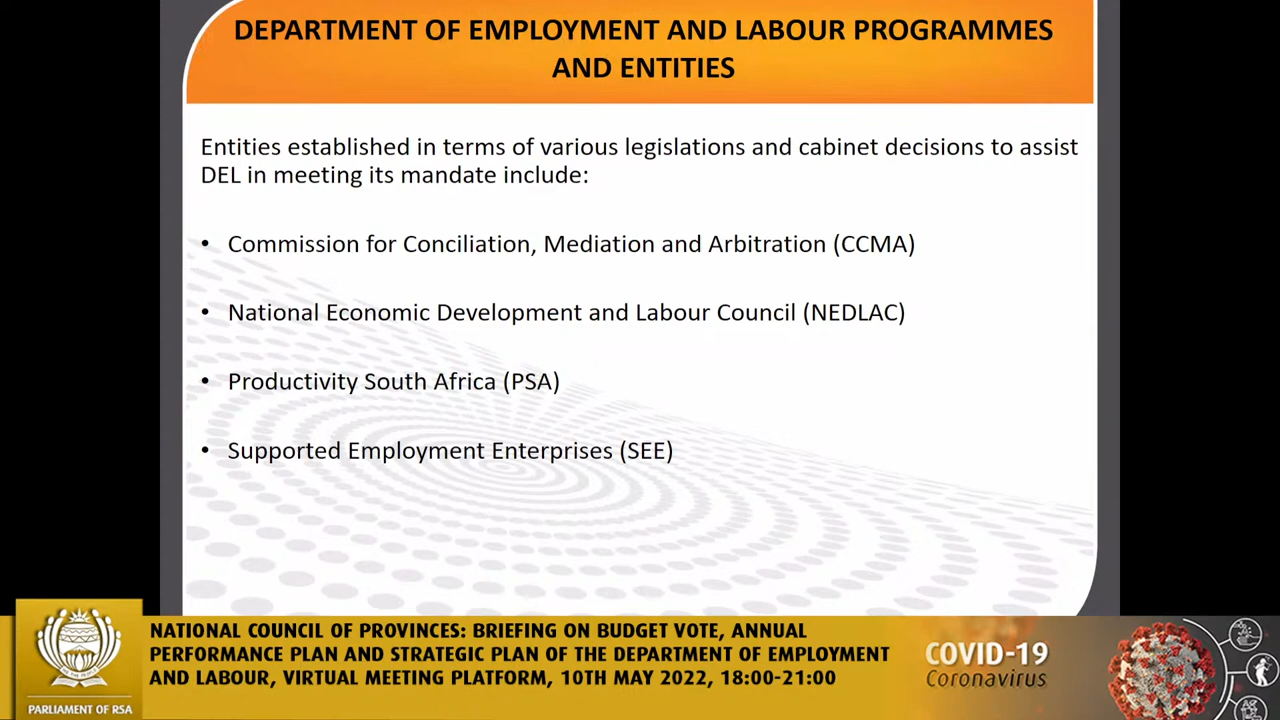 DEPARTMENT OF EMPLOYMENT AND LABOUR PROGRAMMES
AND ENTITIES
Entities established in terms of various legislations and cabinet decisions to assist
DEL in meeting its mandate include:
• Commission for Conciliation, Mediation and Arbitration (CCMA)
• National Economic Development and Labour Council (NEDLAC)
• Productivity South Africa (PSA)
• Supported Employment Enterprises (SEE)
NATIONAL COUNCIL OF PROVINCES: BRIEFING ON BUDGET VOTE, ANNUAL
PERFORMANCE PLAN AND STRATEGIC PLAN OF THE DEPARTMENT OF EMPLOYMENT
AND LABOUR, VIRTUAL MEETING PLATFORM, 10TH MAY 2022, 18:00-21:00
PARLIAMENT OF RSA
COVID-19
Coronavirus